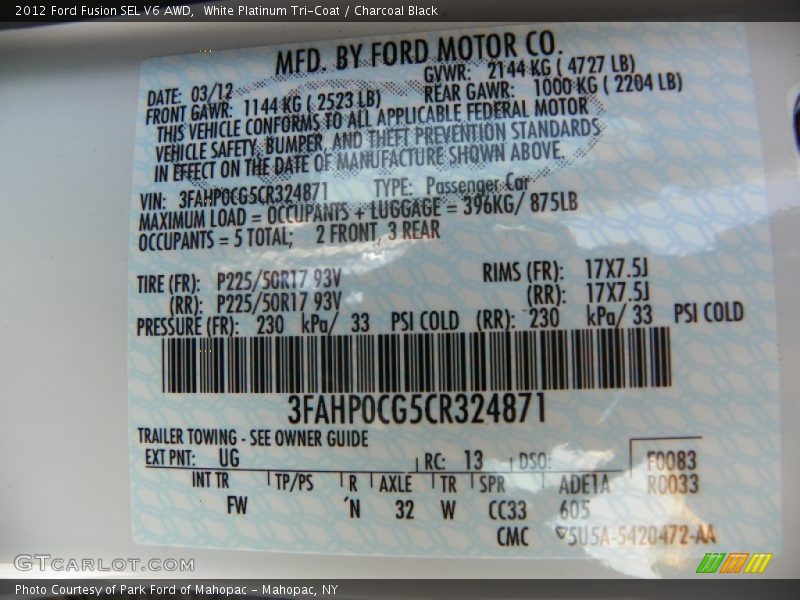 2012 Ford Fusion SEL V6 AWD, White Platinum Tri-Coat / Charcoal Black
MFD. BY FORD MOTOR CO.
DATE: 03/12 GVWR: 2144 KG ( 4727 LB)
FRONT GAWR: 1144 KG ( 2523 LB) REAR GAWR: 1000 KG ( 2204 LB)
THIS VEHICLE CONFORMS TO ALL APPLICABLE FEDERAL MOTOR
VEHICLE SAFETY, BUMPER, AND THEFT PREVENTION STANDARDS
IN EFFECT ON THE DATE OF MANUFACTURE SHOWN ABOVE.
VIN: 3FAHP0CG5CR324871 TYPE: Passenger Car
MAXIMUM LOAD = OCCUPANTS + LUGGAGE = 396KG/ 875LB
OCCUPANTS = 5 TOTAL; 2 FRONT, 3 REAR
TIRE (FR): P225/50R17 93V RIMS (FR): 17X7.5J
(RR): P225/50R17 93V (RR): 17X7.5J
PRESSURE (FR): 230 kPa/ 33 PSI COLD (RR): 230 kPa/ 33 PSI COLD
3FAHP0CG5CR324871
TRAILER TOWING - SEE OWNER GUIDE
EXT PNT: UG RC: 13 DSO: F0083
INT TR TP/PS R AXLE TR SPR ADE1A R0033
FW N 32 W CC33 605
CMC 5U5A-5420472-AA
GTCARLOT.COM
Photo Courtesy of Park Ford of Mahopac - Mahopac, NY